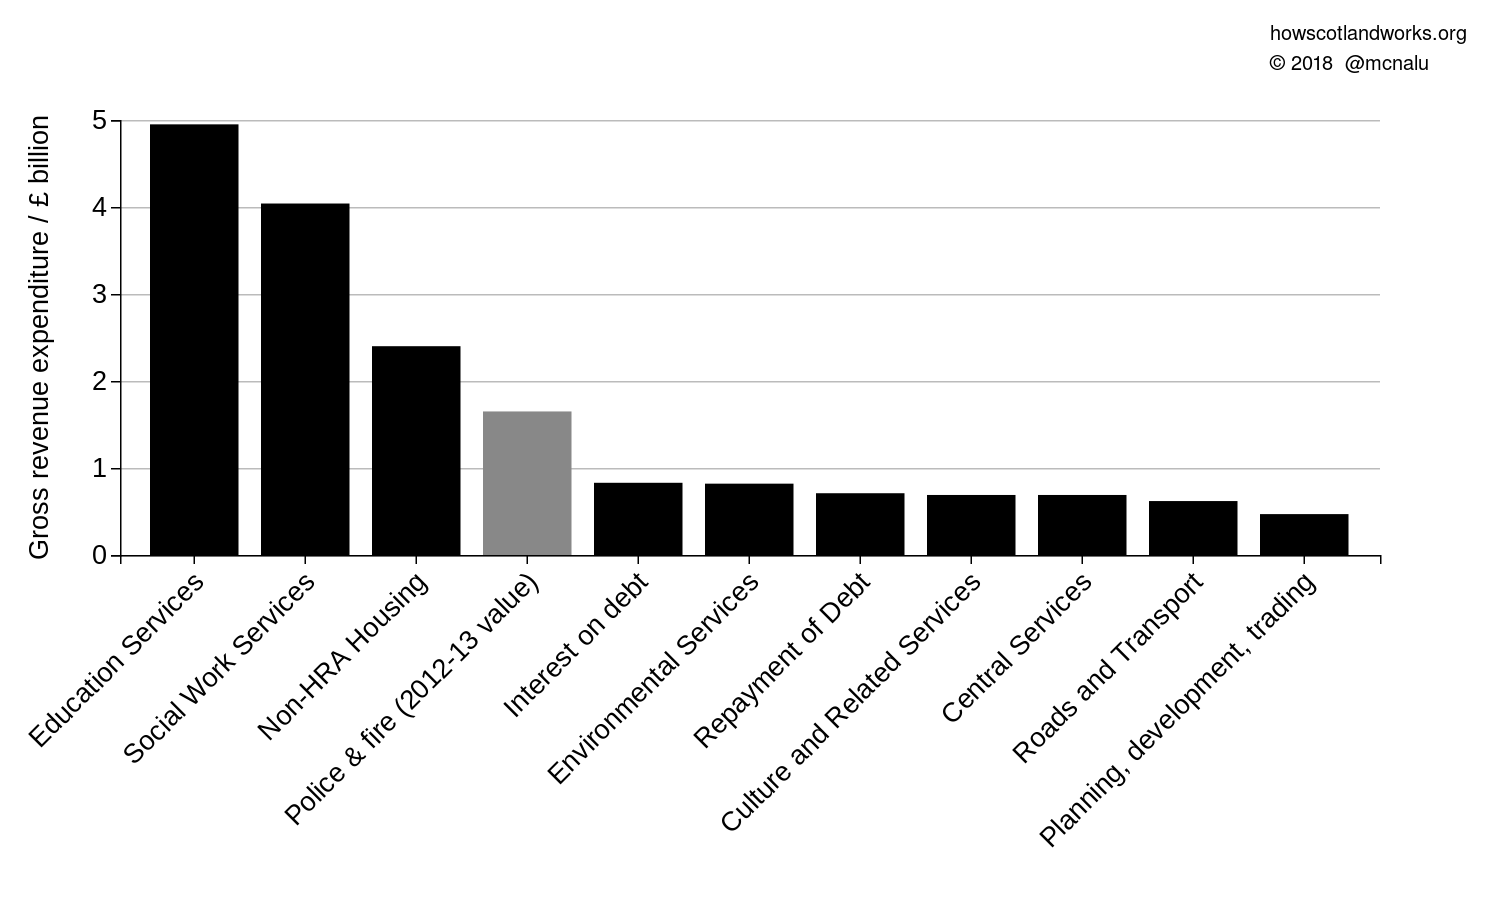 howscotlandworks.org
© 2018 @mcnalu
Gross revenue expenditure / £ billion
5
4
3
2
1
0
Education Services
Social Work Services
Non-HRA Housing
Police & fire (2012-13 value)
Interest on debt
Environmental Services
Repayment of Debt
Culture and Related Services
Central Services
Roads and Transport
Planning, development, trading